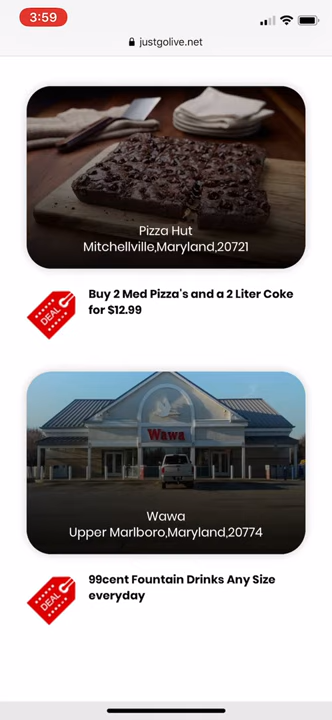 3:59
justgolive.net
Pizza Hut
Mitchellville,Maryland,20721
DEAL
Buy 2 Med Pizza's and a 2 Liter Coke
for $12.99
Wawa
Wawa
Upper Marlboro,Maryland,20774
DEAL
99cent Fountain Drinks Any Size
everyday